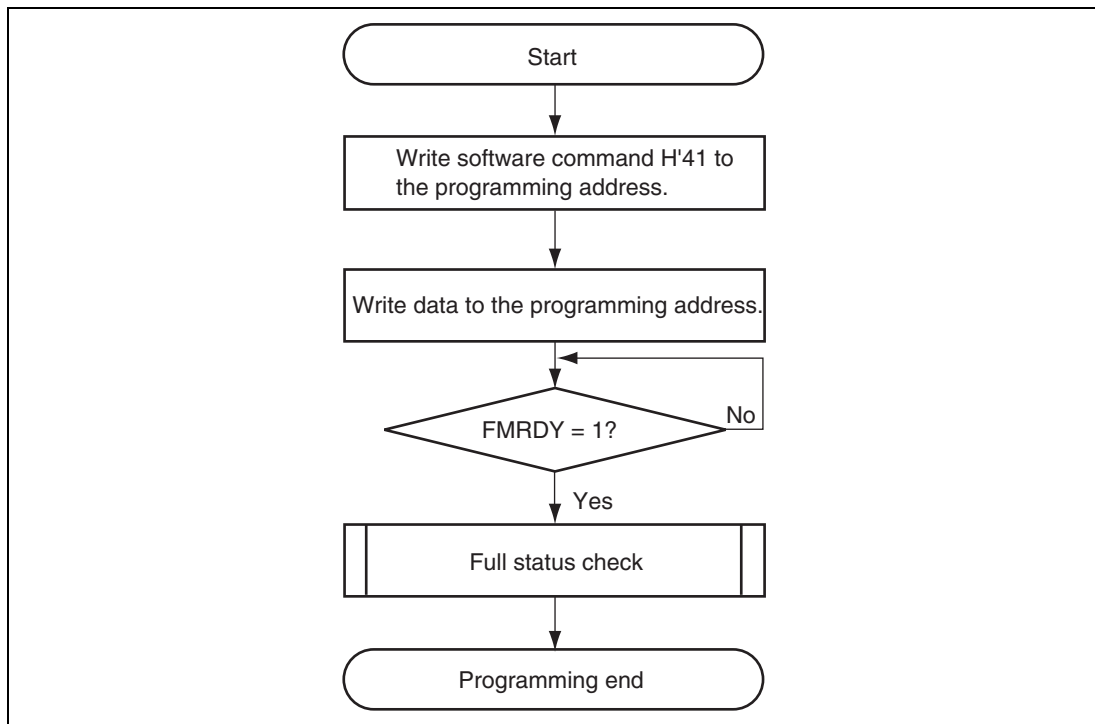 Start
Write software command H'41 to
the programming address.
Write data to the programming address.
FMRDY = 1?
No
Yes
Full status check
Programming end